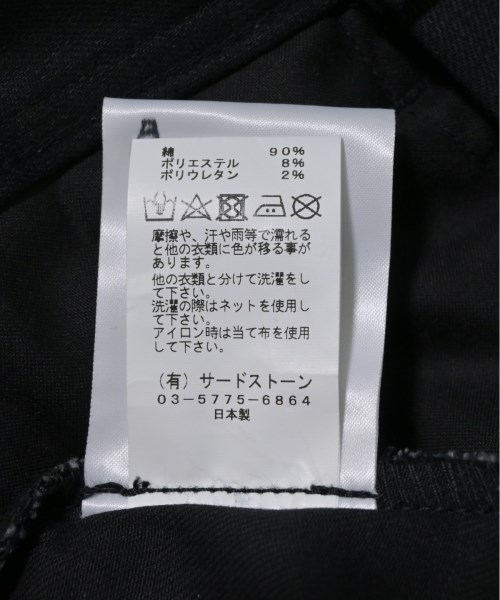 綿 90%
ポリエステル 8%
ポリウレタン 2%
摩擦や、汗や雨等で濡れる
と他の衣類に色が移る事が
あります。
他の衣類と分けて洗濯をし
て下さい。
洗濯の際はネットを使用し
て下さい。
アイロン時は当て布を使用
して下さい。
(有) サードストーン
03-5775-6864
日本製